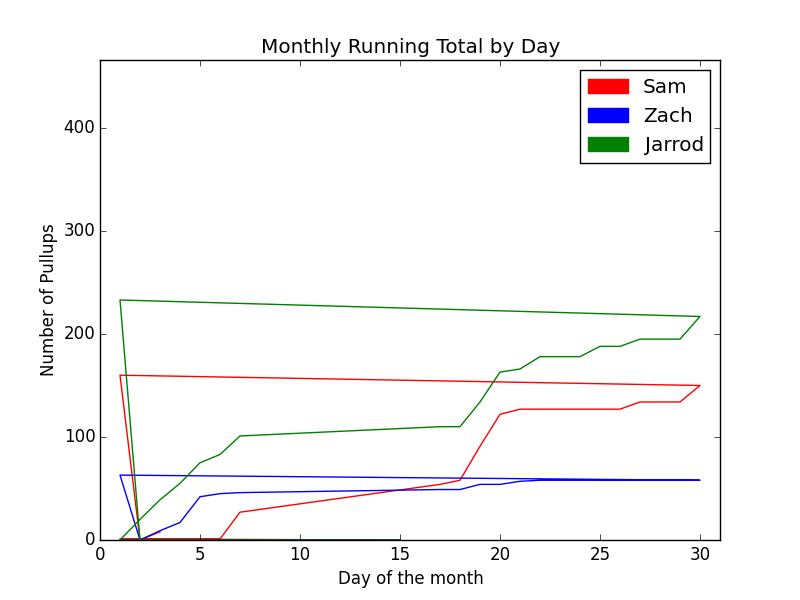 Monthly Running Total by Day
Sam
Zach
Jarrod
400
300
200
100
0
Number of Pullups
0 5 10 15 20 25 30
Day of the month